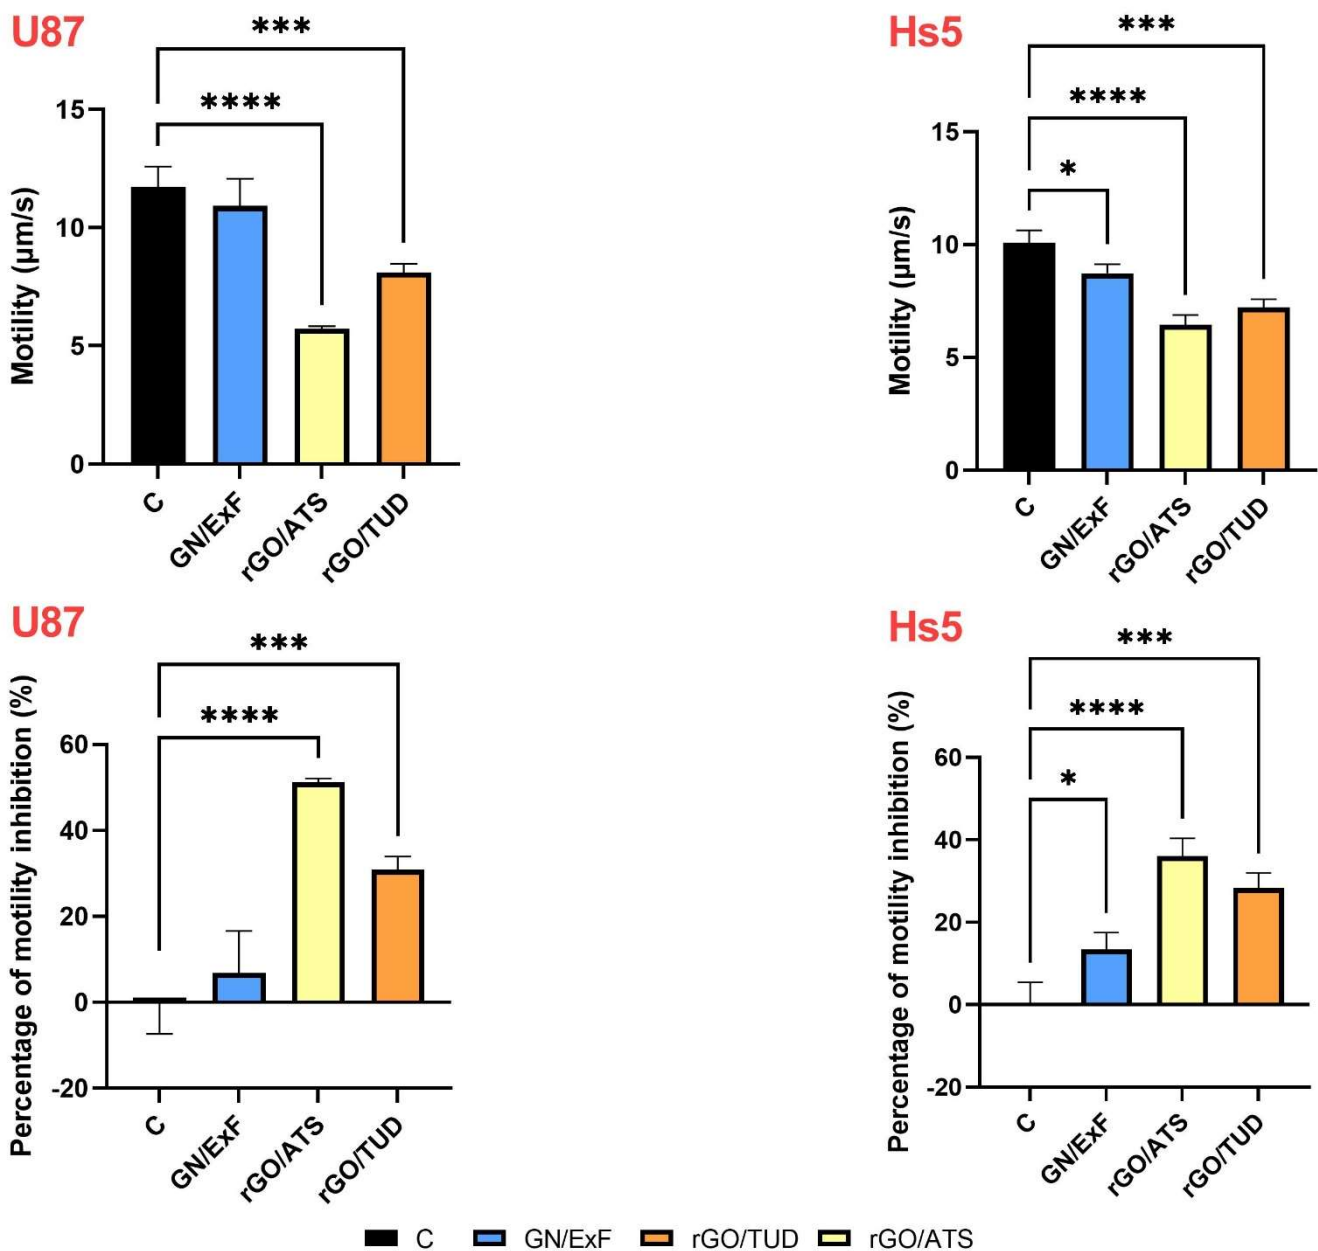 U87
***
****
Motility (µm/s)
15
10
5
0
C
GN/ExF
rGO/ATS
rGO/TUD
Hs5
***
****
*
Motility (µm/s)
15
10
5
0
C
GN/ExF
rGO/ATS
rGO/TUD
U87
***
****
Percentage of motility inhibition (%)
60
40
20
0
-20
C
GN/ExF
rGO/ATS
rGO/TUD
Hs5
***
****
*
Percentage of motility inhibition (%)
60
40
20
0
-20
C
GN/ExF
rGO/ATS
rGO/TUD
C GN/ExF rGO/TUD rGO/ATS